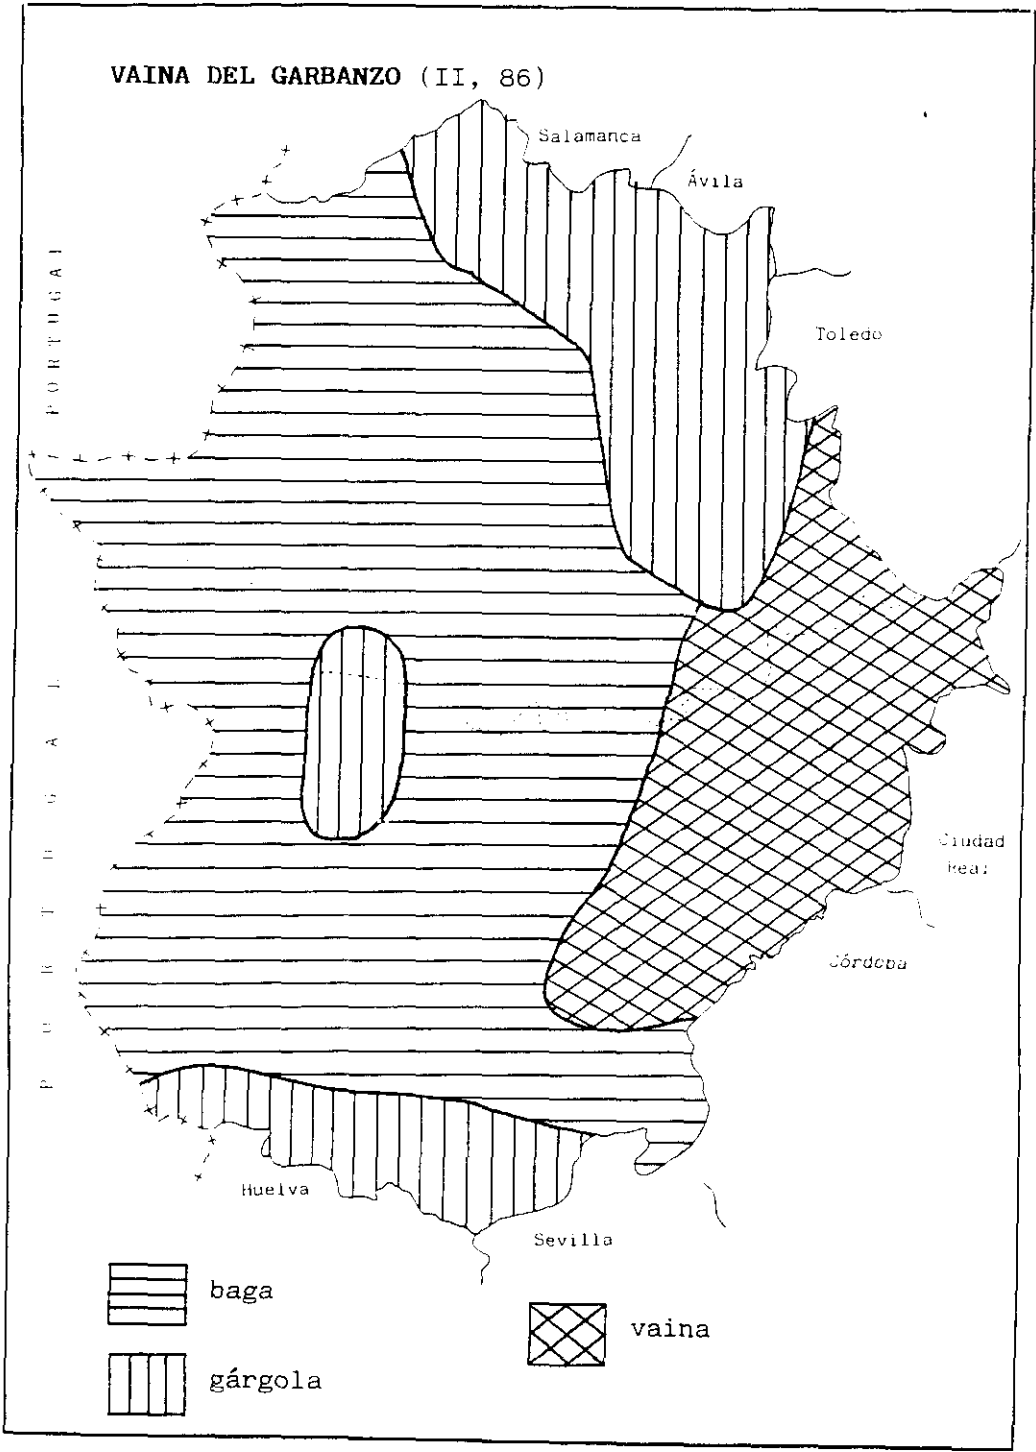 VAINA DEL GARBANZO (II, 86)
Salamanca
Ávila
PORTUGAL
Toledo
PORTUGAL
Ciudad
Real
Córdoba
Huelva
Sevilla
baga
vaina
gárgola